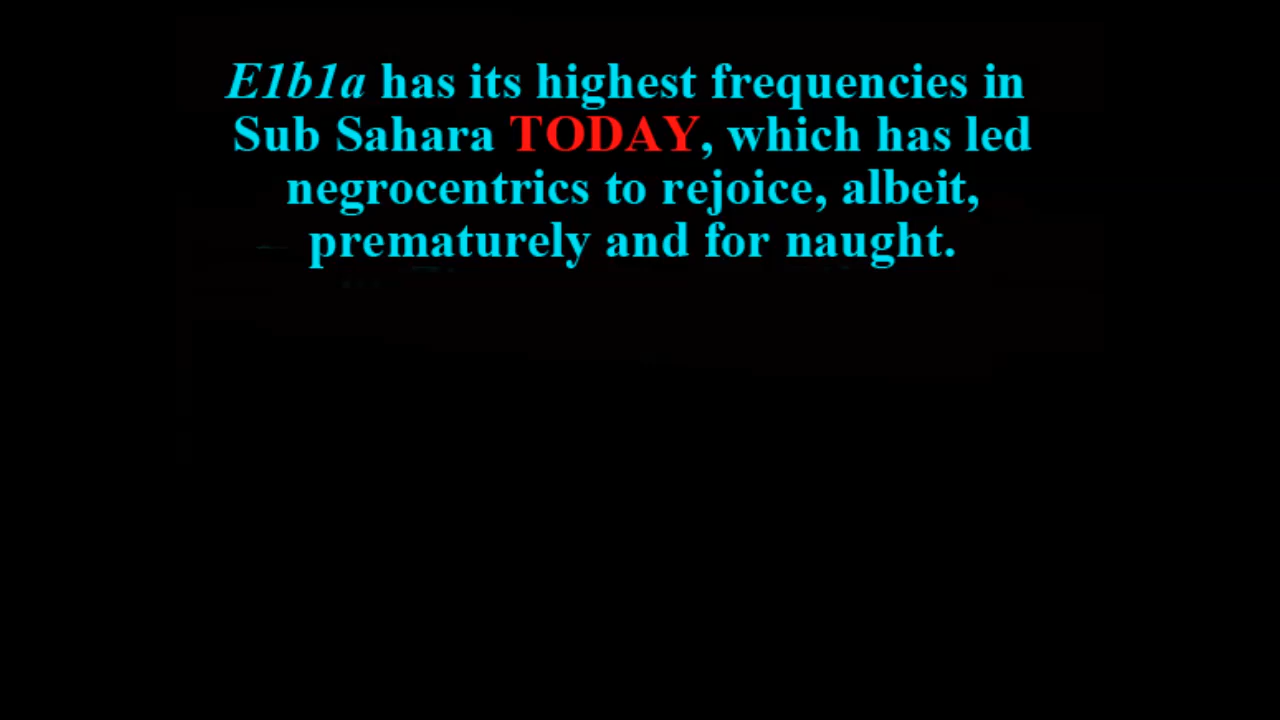 E1b1a has its highest frequencies in
Sub Sahara TODAY, which has led
negrocentrics to rejoice, albeit,
prematurely and for naught.